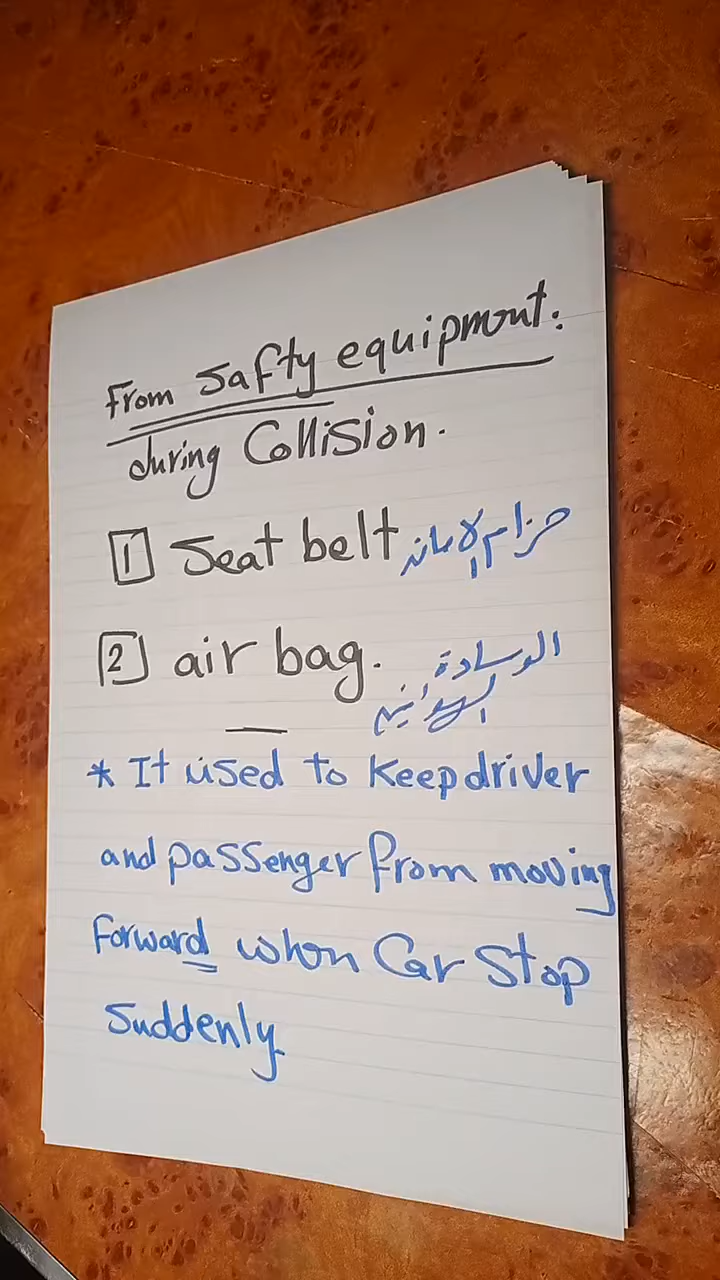 From Safty equipment:
during Collision.
1 Seat belt حزام الامان
2 air bag. الوسادة
الهوائية
* It used to keep driver
and passenger from moving
forward when Car stop
suddenly